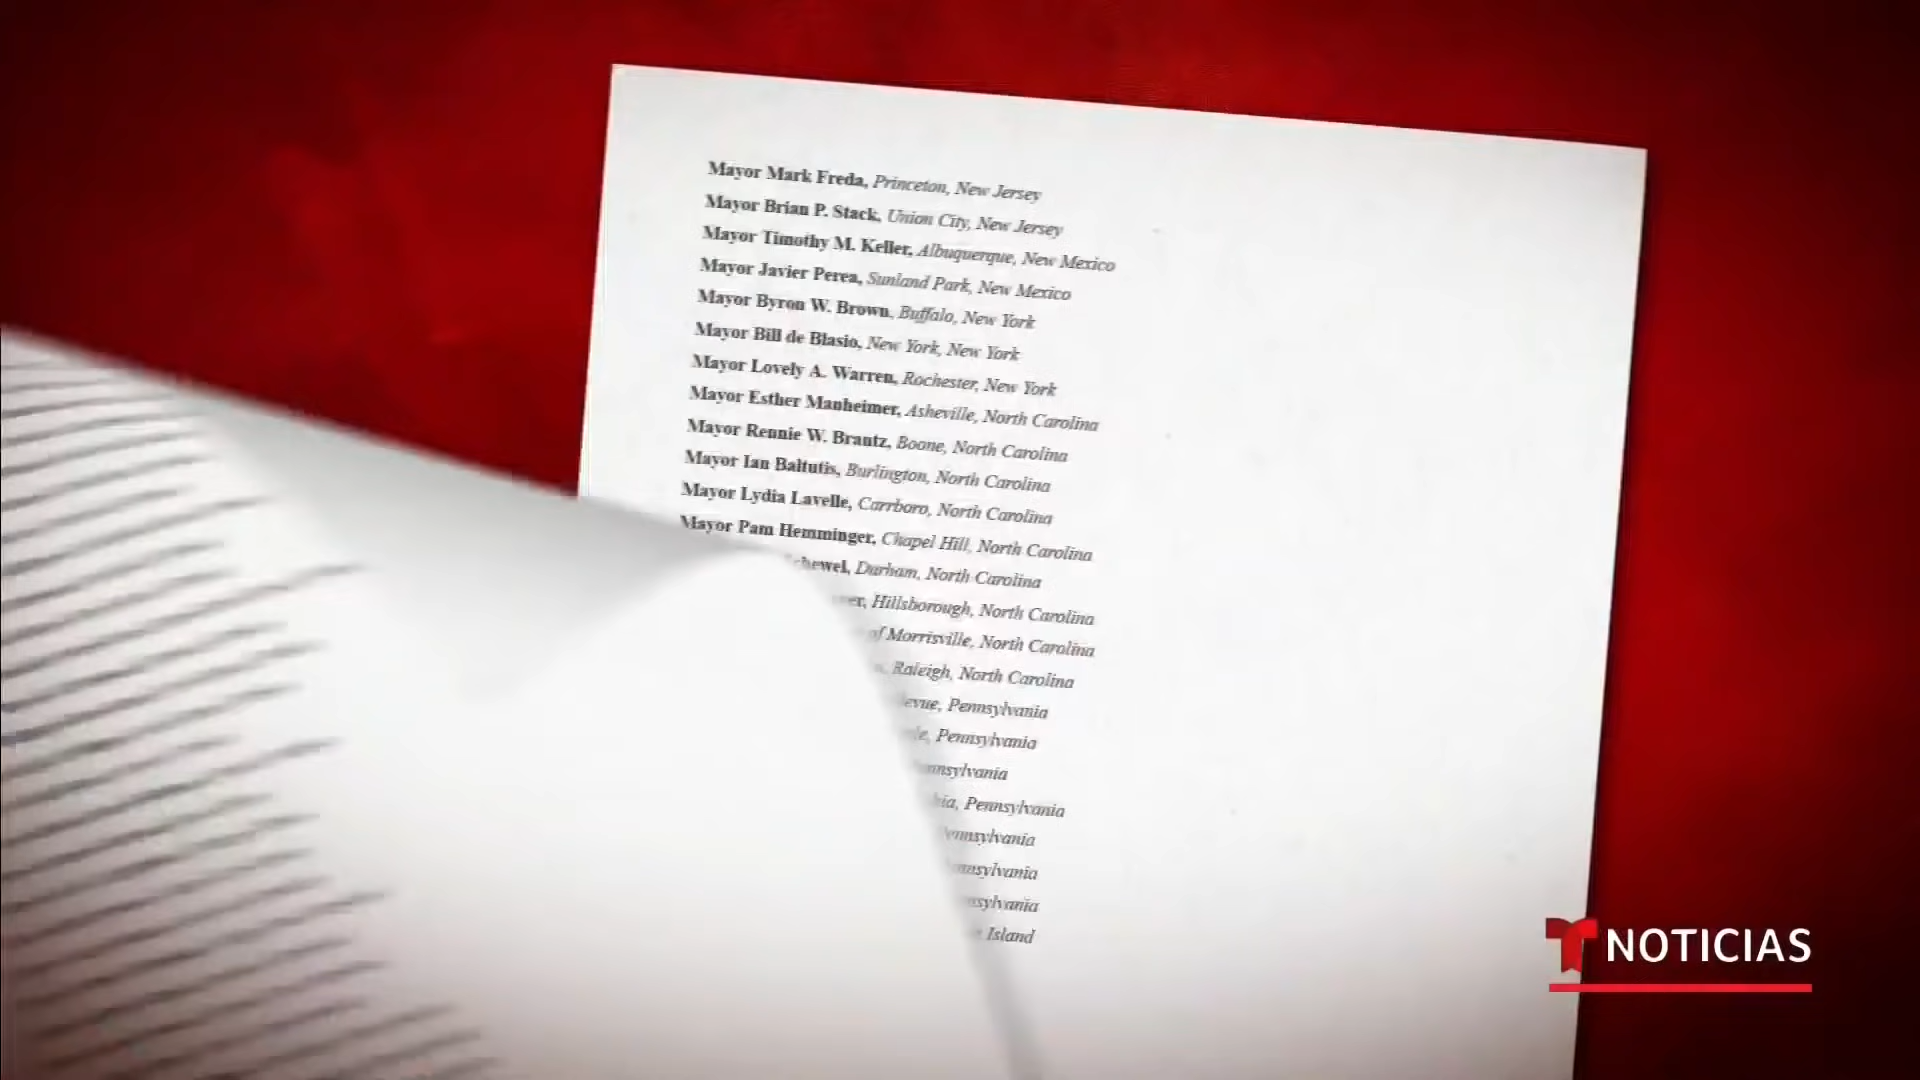 Mayor Mark Freda, Princeton, New Jersey
Mayor Brian P. Stack, Union City, New Jersey
Mayor Timothy M. Keller, Albuquerque, New Mexico
Mayor Javier Perea, Sunland Park, New Mexico
Mayor Byron W. Brown, Buffalo, New York
Mayor Bill de Blasio, New York, New York
Mayor Lovely A. Warren, Rochester, New York
Mayor Esther Manheimer, Asheville, North Carolina
Mayor Rennie W. Brantz, Boone, North Carolina
Mayor Ian Baltutis, Burlington, North Carolina
Mayor Lydia Lavelle, Carrboro, North Carolina
Mayor Pam Hemminger, Chapel Hill, North Carolina
Durham, North Carolina
Hillsborough, North Carolina
of Morrisville, North Carolina
Raleigh, North Carolina
Pennsylvania
Pennsylvania
Pennsylvania
Island
NOTICIAS